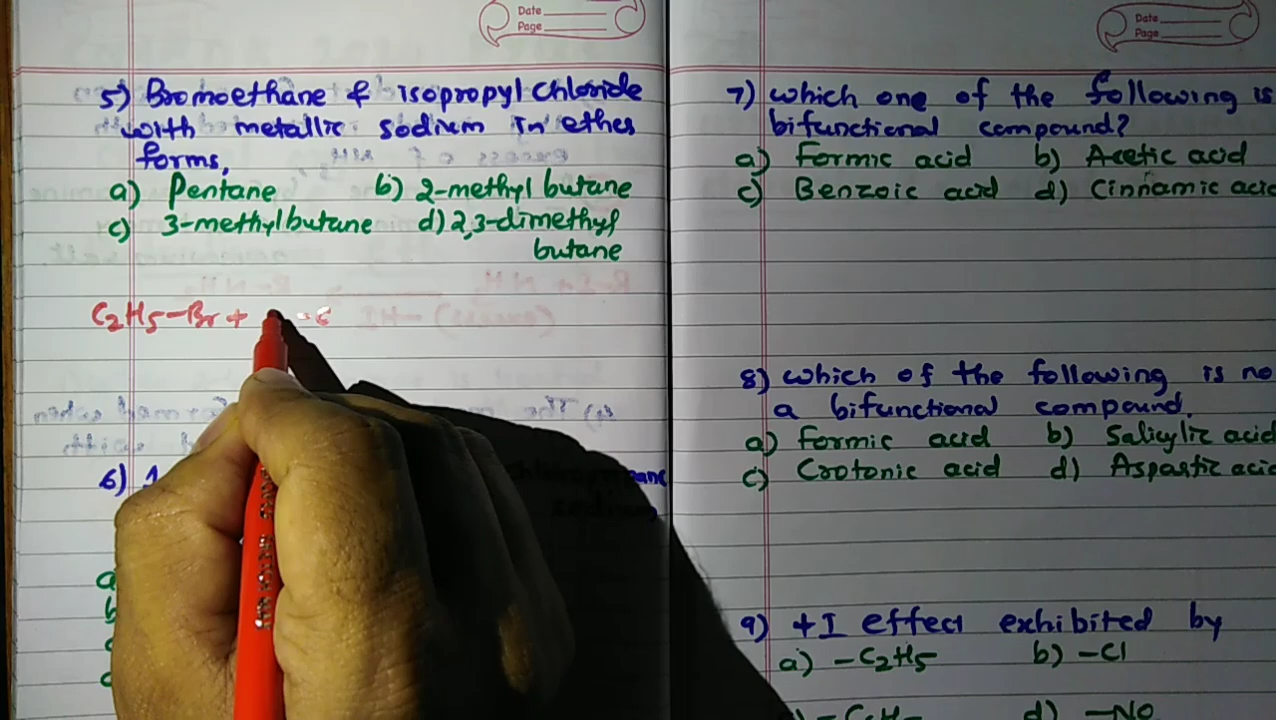 Date
Page
5) Bromoethane & isopropyl chloride
with metallic sodium in ether
forms,
a) Pentane b) 2-methyl butane
c) 3-methylbutane d) 2,3-dimethyl
butane
C2H5-Br +
6)
Date
Page
7) which one of the following is
bifunctional compound?
a) Formic acid b) Acetic acid
c) Benzoic acid d) Cinnamic acid
8) which of the following is no
a bifunctional compound.
a) Formic acid b) Salicylic acid
c) Crotonic acid d) Aspastic acid
9) +I effect exhibited by
a) -C2H5 b) -Cl
d) -NO